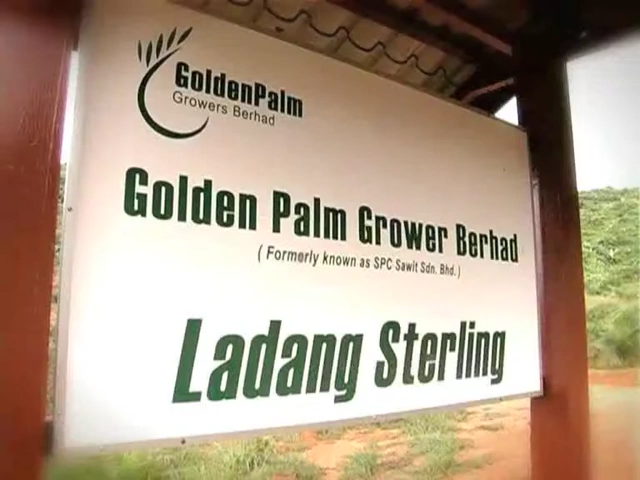 GoldenPalm
Growers Berhad
Golden Palm Grower Berhad
( Formerly known as SPC Sawit Sdn. Bhd. )
Ladang Sterling